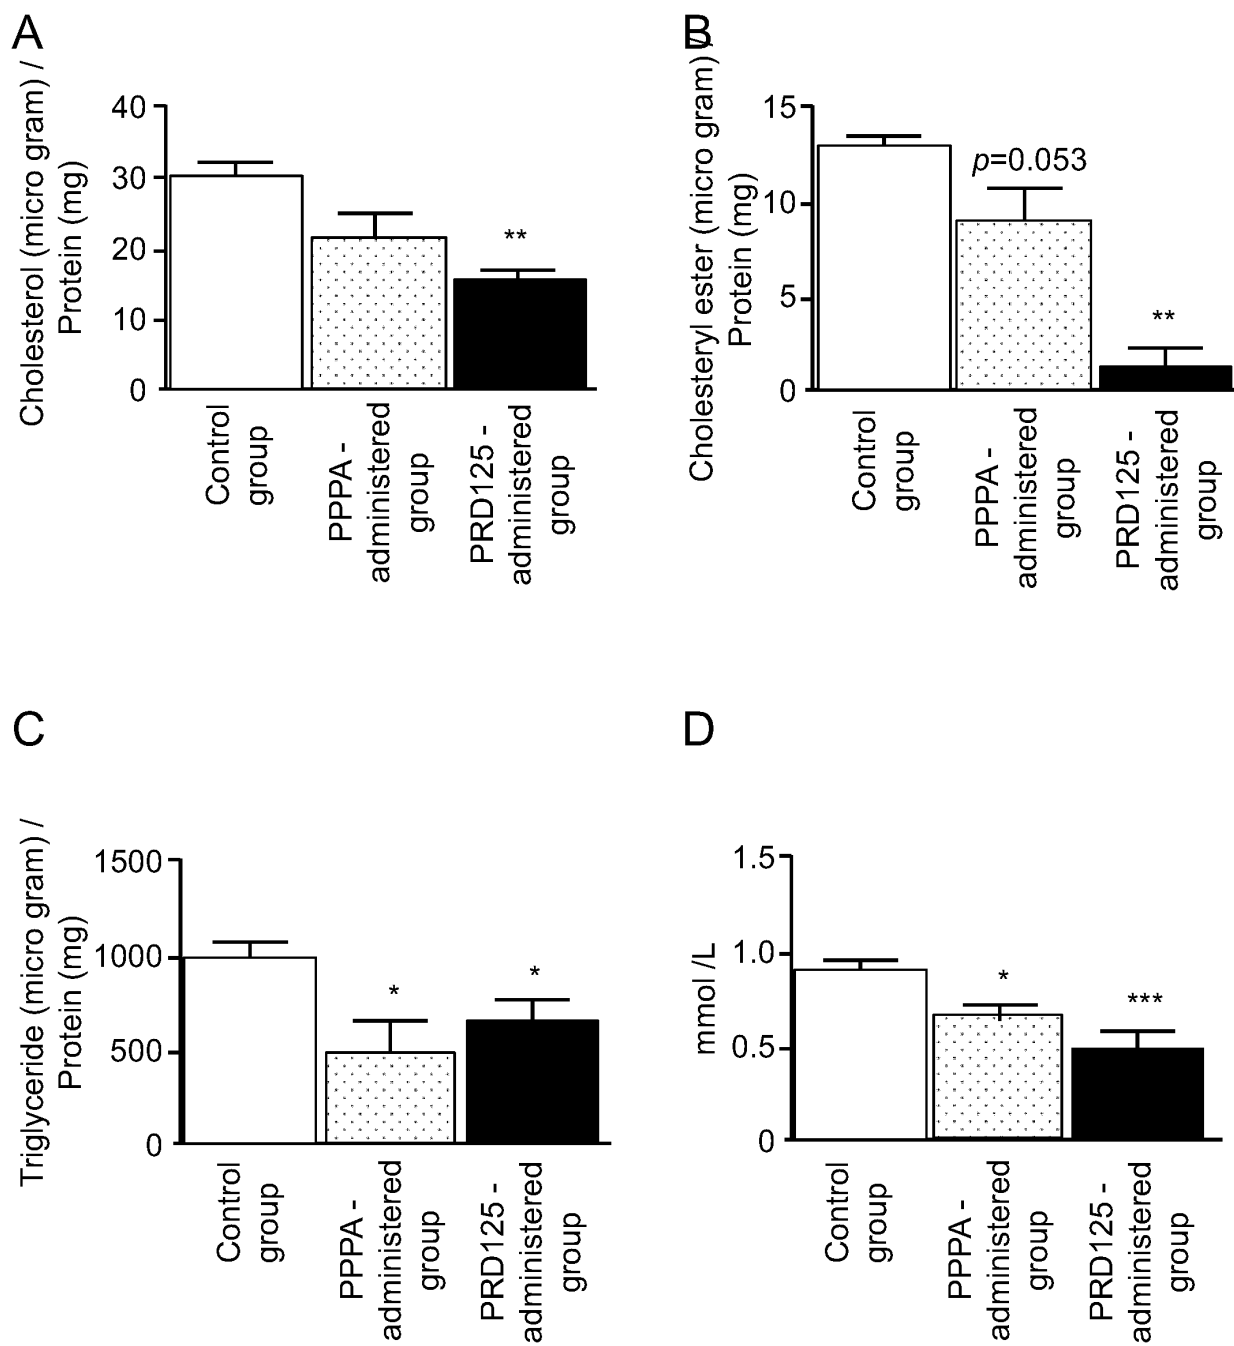 A
Cholesterol (micro gram) /
Protein (mg)
40
30
20
10
0
**
Control
group
PPPA -
administered
group
PRD125 -
administered
group
B
Cholesteryl ester (micro gram) /
Protein (mg)
15
10
5
0
p=0.053
**
Control
group
PPPA -
administered
group
PRD125 -
administered
group
C
Triglyceride (micro gram) /
Protein (mg)
1500
1000
500
0
*
*
Control
group
PPPA -
administered
group
PRD125 -
administered
group
D
mmol /L
1.5
1.0
0.5
0
*
***
Control
group
PPPA -
administered
group
PRD125 -
administered
group